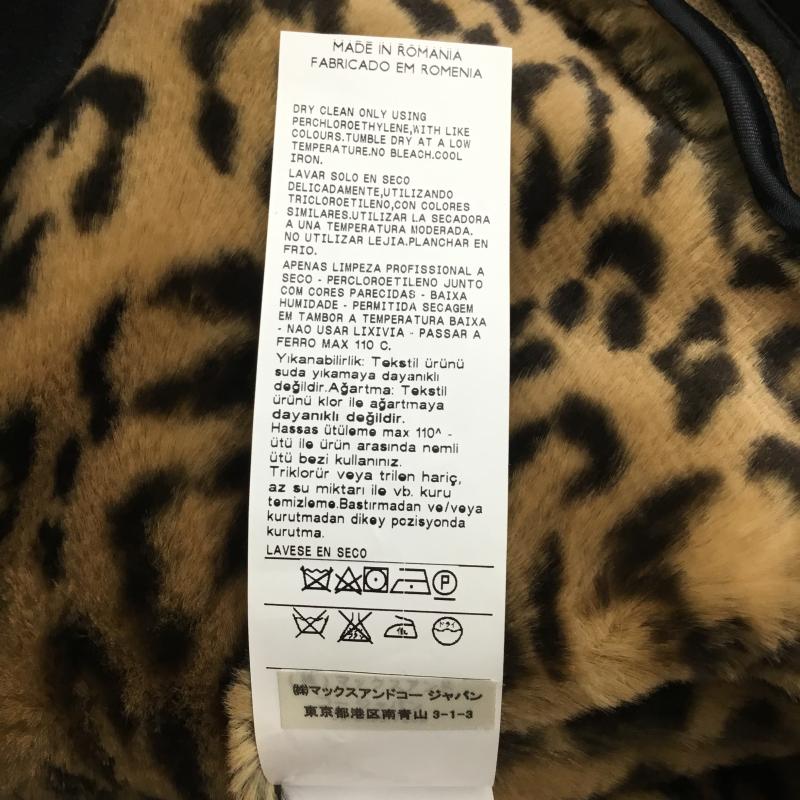 MADE IN ROMANIA
FABRICADO EM ROMENIA
DRY CLEAN ONLY USING
PERCHLOROETHYLENE,WITH LIKE
COLOURS.TUMBLE DRY AT A LOW
TEMPERATURE.NO BLEACH.COOL
IRON.
LAVAR SOLO EN SECO
DELICADAMENTE,UTILIZANDO
TRICLOROETILENO,CON COLORES
SIMILARES.UTILIZAR LA SECADORA
A UNA TEMPERATURA MODERADA.
NO UTILIZAR LEJIA.PLANCHAR EN
FRIO.
APENAS LIMPEZA PROFISSIONAL A
SECO - PERCLOROETILENO JUNTO
COM CORES PARECIDAS - BAIXA
HUMIDADE - PERMITIDA SECAGEM
EM TAMBOR A TEMPERATURA BAIXA
- NAO USAR LIXIVIA - PASSAR A
FERRO MAX 110 C.
Yıkanabilirlik: Tekstil ürünü
suda yıkamaya dayanıklı
değildir.Ağartma: Tekstil
ürünü klor ile ağartmaya
dayanıklı değildir.
Hassas ütüleme max 110^ -
ütü ile ürün arasında nemli
ütü bezi kullanınız.
Triklorür veya trilen hariç,
az su miktarı ile vb. kuru
temizleme.Bastırmadan ve/veya
kurutmadan dikey pozisyonda
kurutma.
LAVESE EN SECO
P
ドライ
㈱マックスアンドコー ジャパン
東京都港区南青山 3-1-3